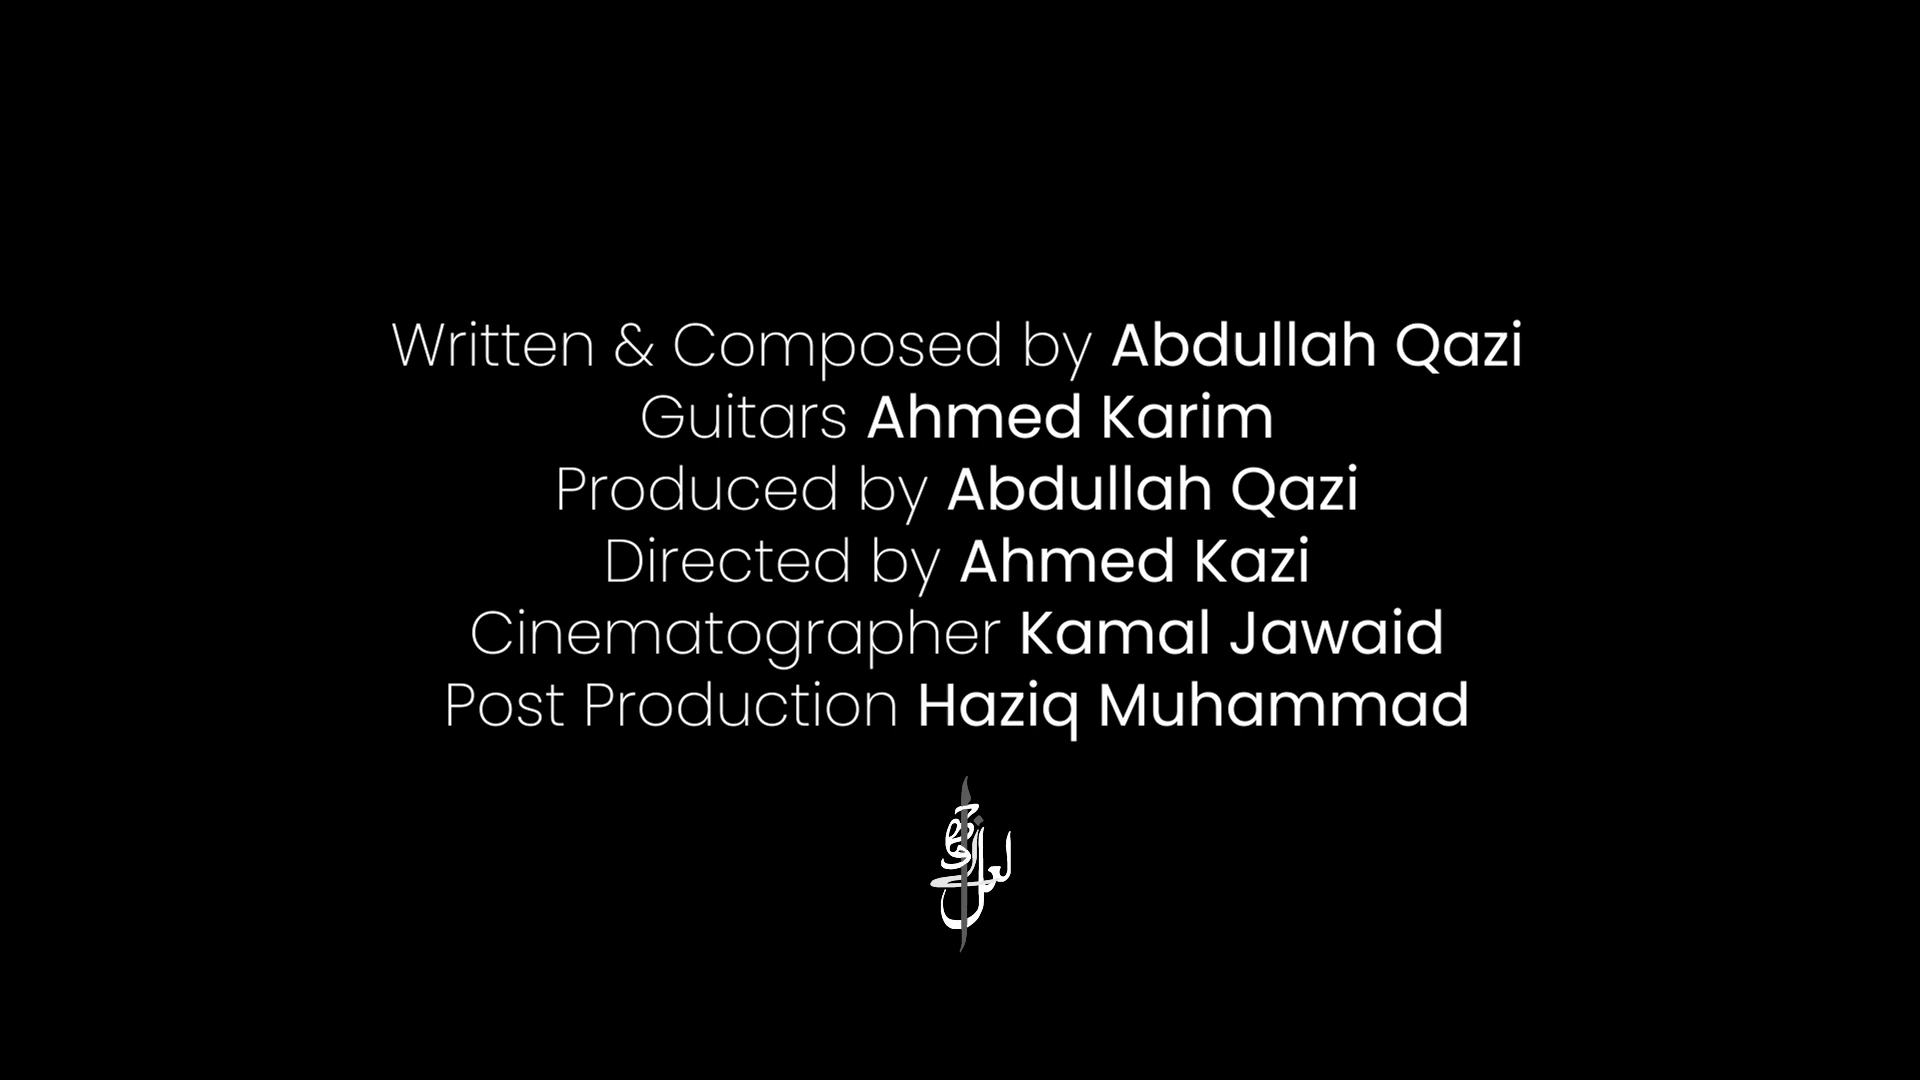 Written & Composed by Abdullah Qazi
Guitars Ahmed Karim
Produced by Abdullah Qazi
Directed by Ahmed Kazi
Cinematographer Kamal Jawaid
Post Production Haziq Muhammad